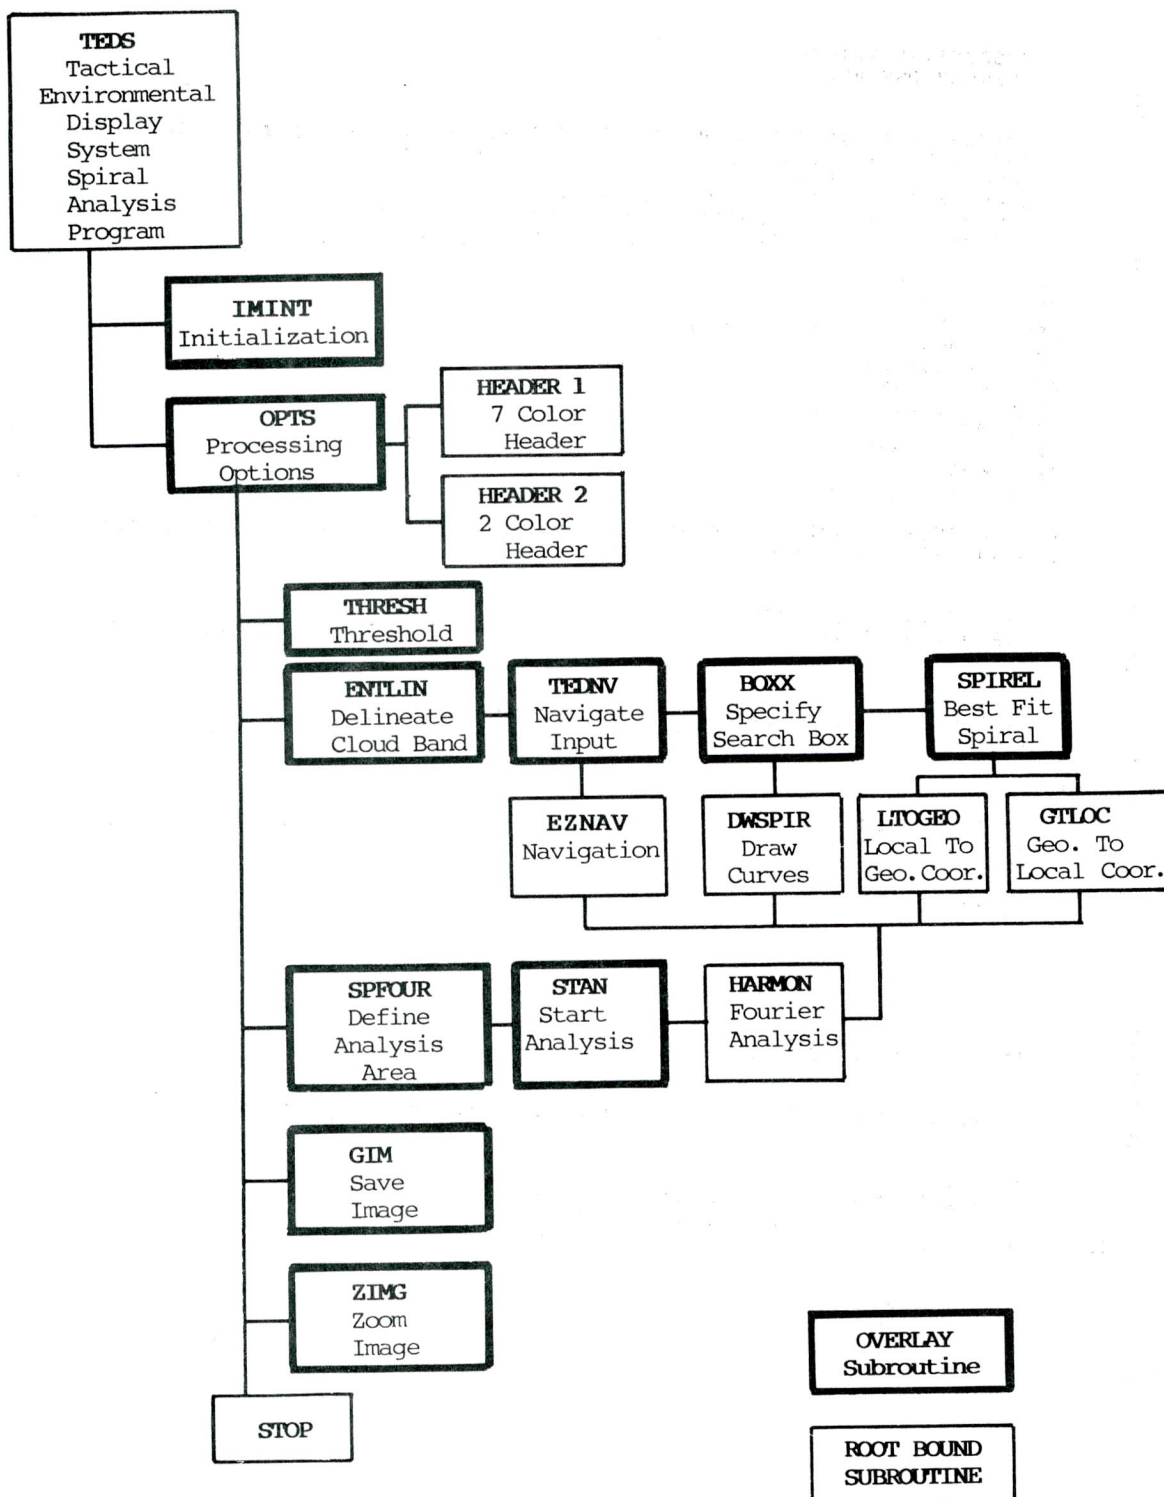 TEDS
Tactical
Environmental
Display
System
Spiral
Analysis
Program
IMINT
Initialization
OPTS
Processing
Options
HEADER 1
7 Color
Header
HEADER 2
2 Color
Header
THRESH
Threshold
ENTLIN
Delineate
Cloud Band
TEDNV
Navigate
Input
BOXX
Specify
Search Box
SPIREL
Best Fit
Spiral
EZNAV
Navigation
DWSPIR
Draw
Curves
LTOGEO
Local To
Geo.Coor.
GTLOC
Geo. To
Local Coor.
SPFOUR
Define
Analysis
Area
STAN
Start
Analysis
HARMON
Fourier
Analysis
GIM
Save
Image
ZIMG
Zoom
Image
STOP
OVERLAY
Subroutine
ROOT BOUND
SUBROUTINE